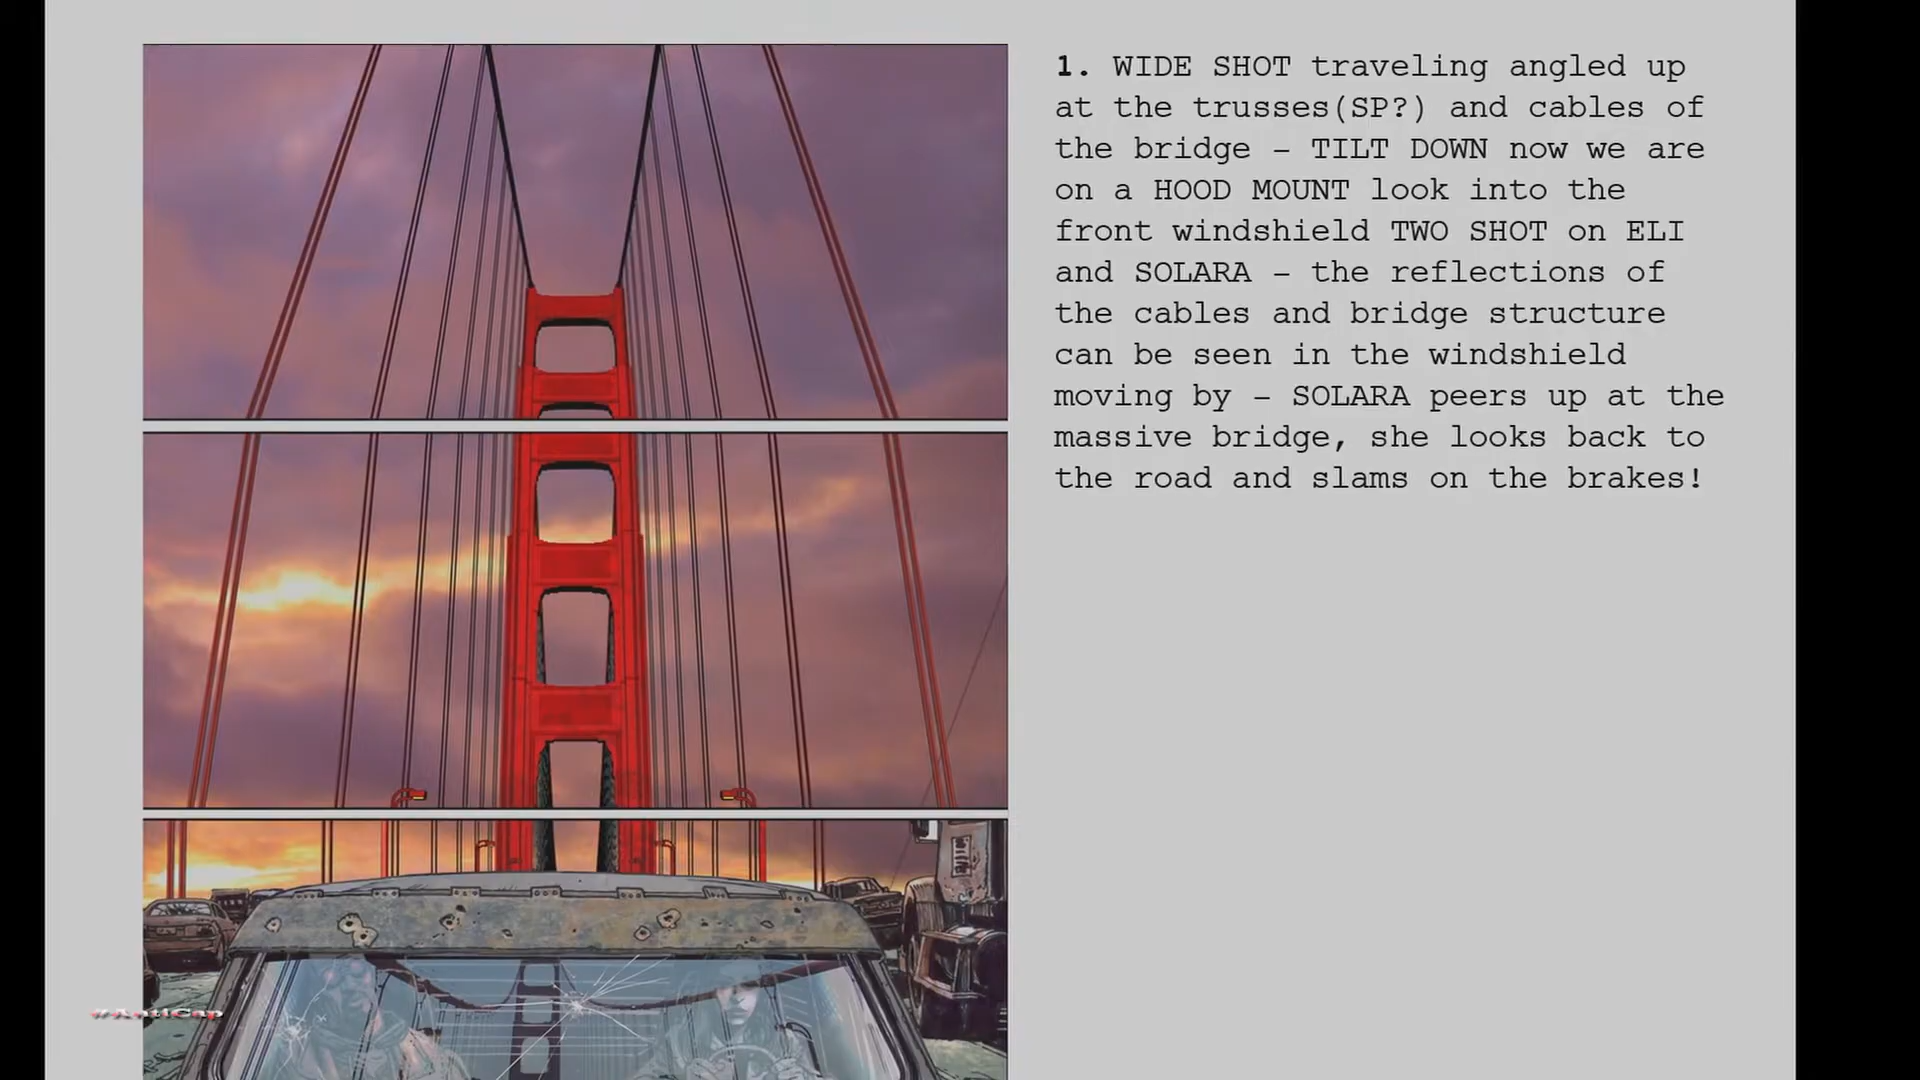 1. WIDE SHOT traveling angled up
at the trusses(SP?) and cables of
the bridge – TILT DOWN now we are
on a HOOD MOUNT look into the
front windshield TWO SHOT on ELI
and SOLARA – the reflections of
the cables and bridge structure
can be seen in the windshield
moving by – SOLARA peers up at the
massive bridge, she looks back to
the road and slams on the brakes!
#AntiCap